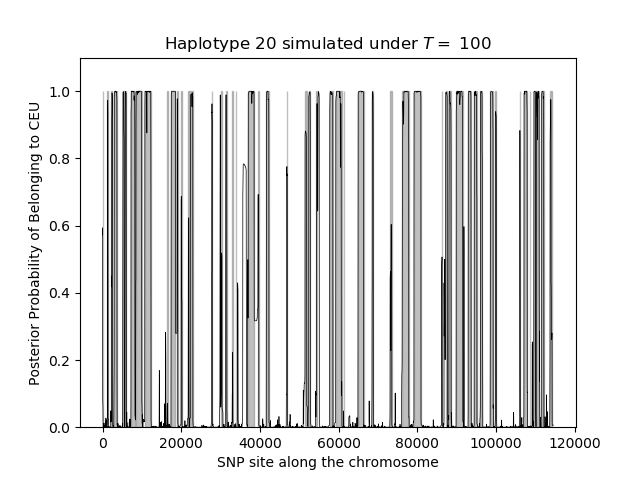 Haplotype 20 simulated under T = 100
Posterior Probability of Belonging to CEU
1.0
0.8
0.6
0.4
0.2
0.0
0 20000 40000 60000 80000 100000 120000
SNP site along the chromosome